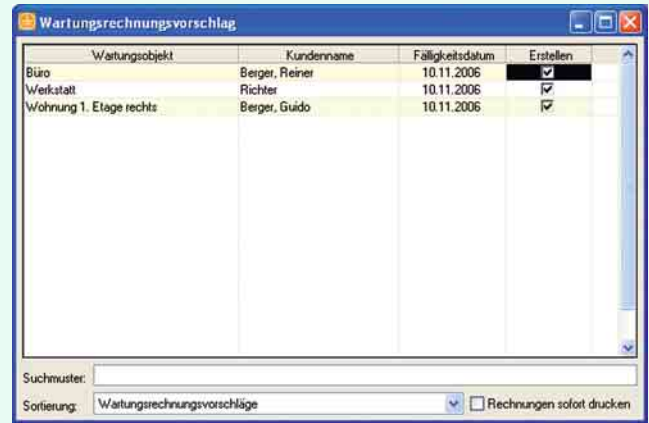 Wartungsrechnungsvorschlag
Wartungsobjekt Kundenname Fälligkeitsdatum Erstellen
Büro Berger, Reiner 10.11.2006
Werkstatt Richter 10.11.2006
Wohnung 1. Etage rechts Berger, Guido 10.11.2006
Suchmuster:
Sortierung: Wartungsrechnungsvorschläge Rechnungen sofort drucken